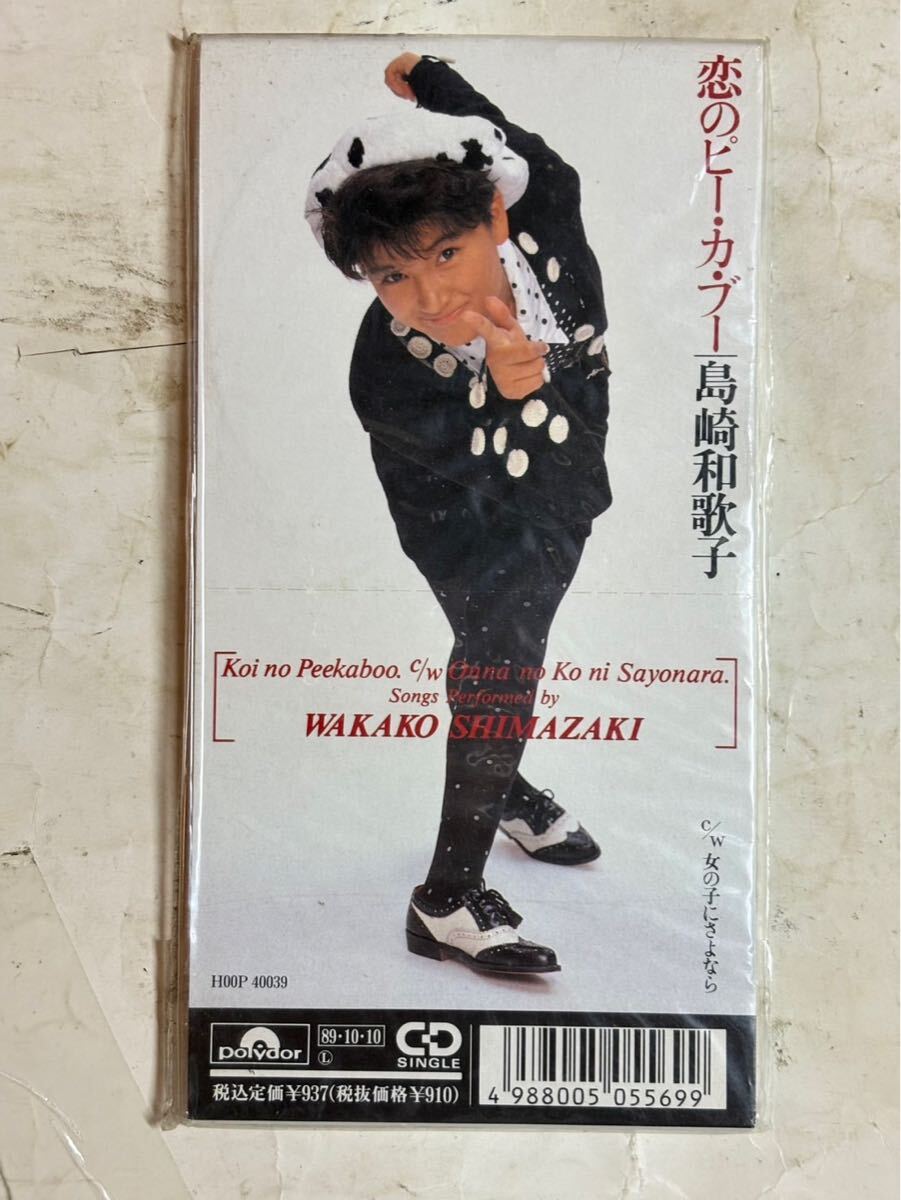 恋のピー・カ・ブー|島崎和歌子
Koi no Peekaboo. c/w Onna no Ko ni Sayonara.
Songs Performed by
WAKAKO SHIMAZAKI
c/w 女の子にさよなら
H00P 40039
polydor
89・10・10
Ⓛ
CD
SINGLE
税込定価¥937(税抜価格¥910)
4 988005 055699